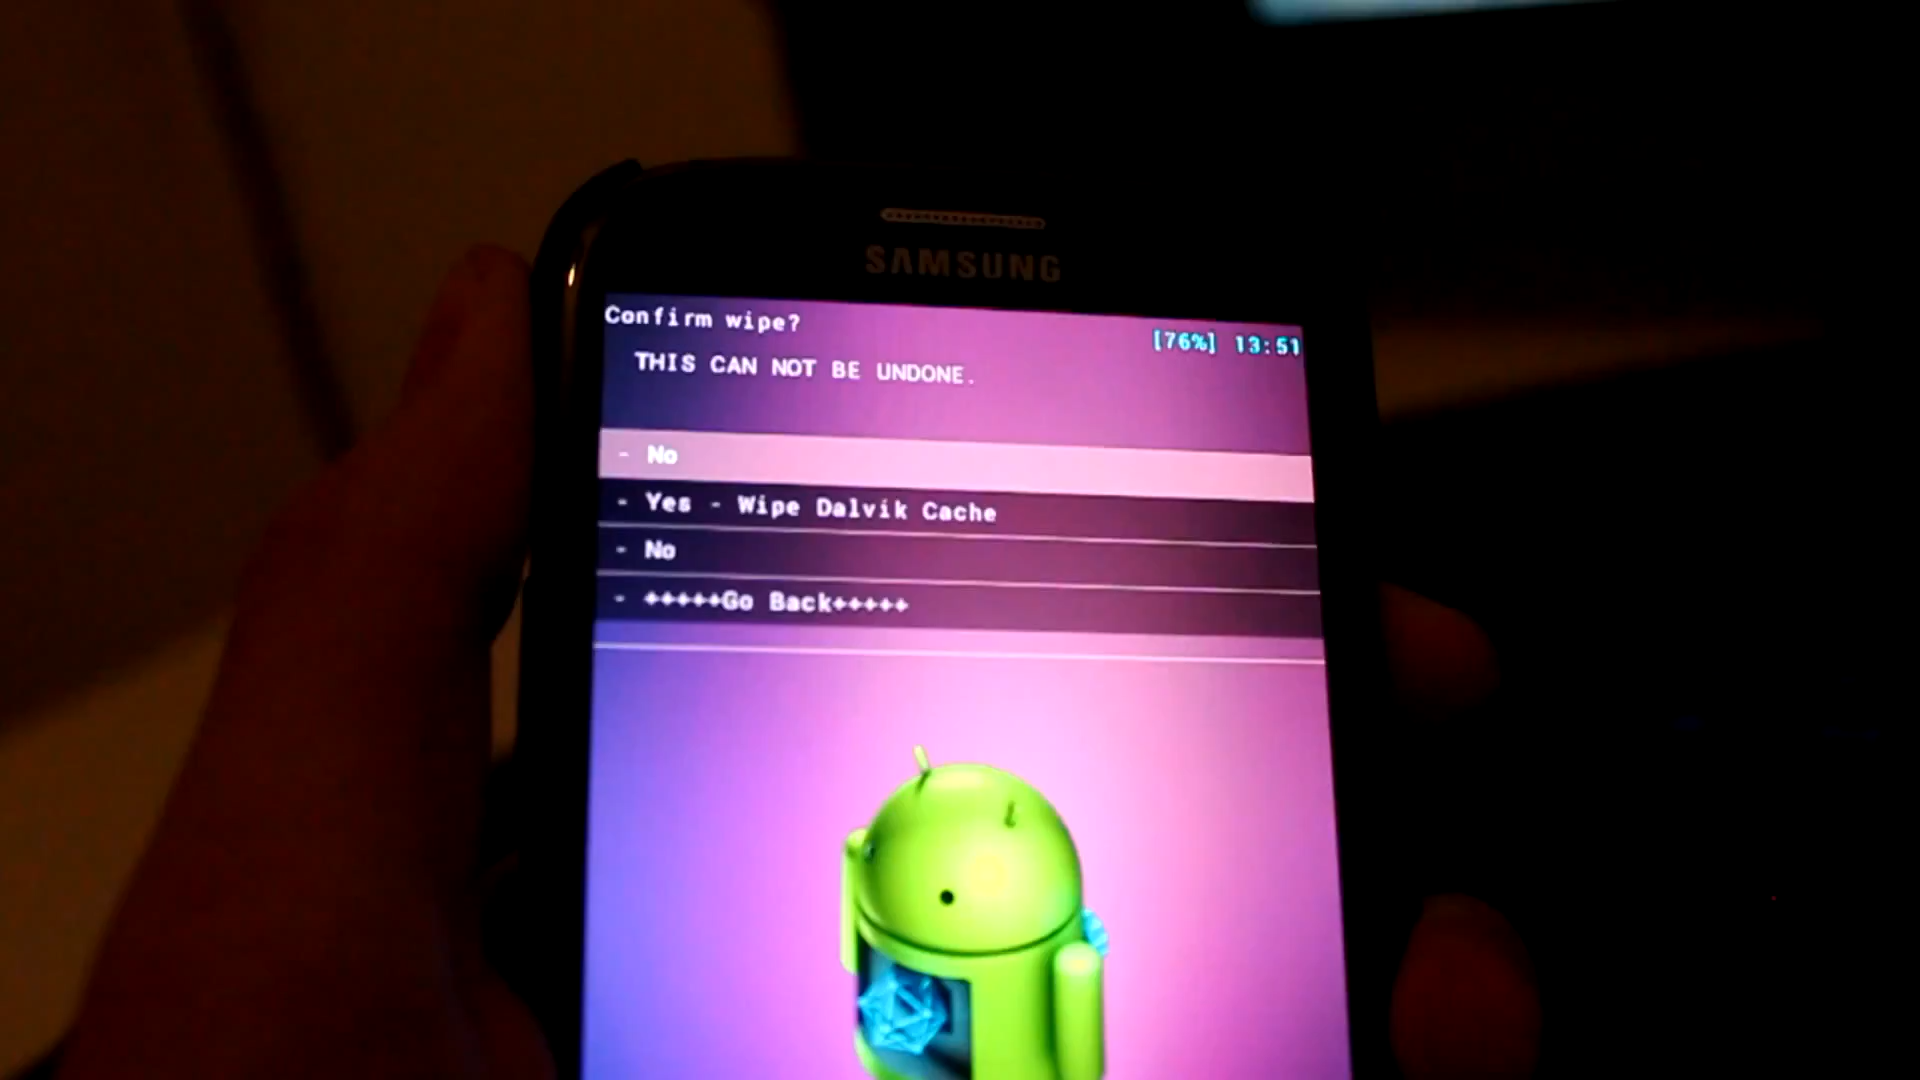 SAMSUNG
Confirm wipe?
[76%] 13:51
THIS CAN NOT BE UNDONE.
- No
- Yes - Wipe Dalvik Cache
- No
- +++++Go Back+++++